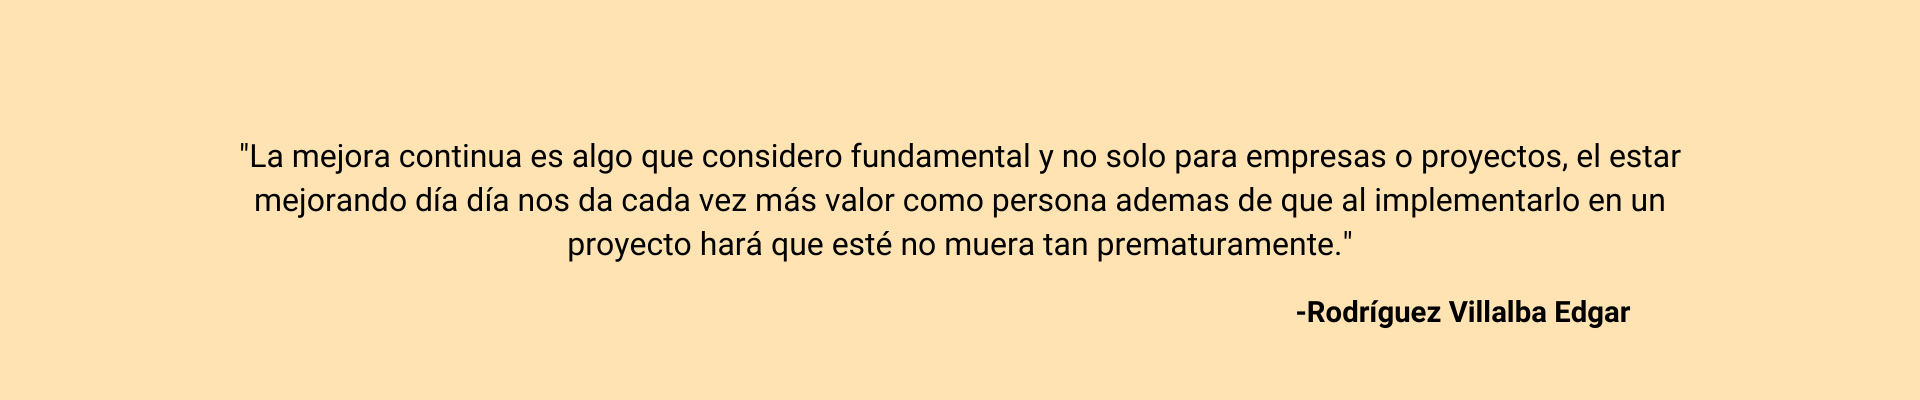 "La mejora continua es algo que considero fundamental y no solo para empresas o proyectos, el estar
mejorando día día nos da cada vez más valor como persona ademas de que al implementarlo en un
proyecto hará que esté no muera tan prematuramente."
-Rodríguez Villalba Edgar